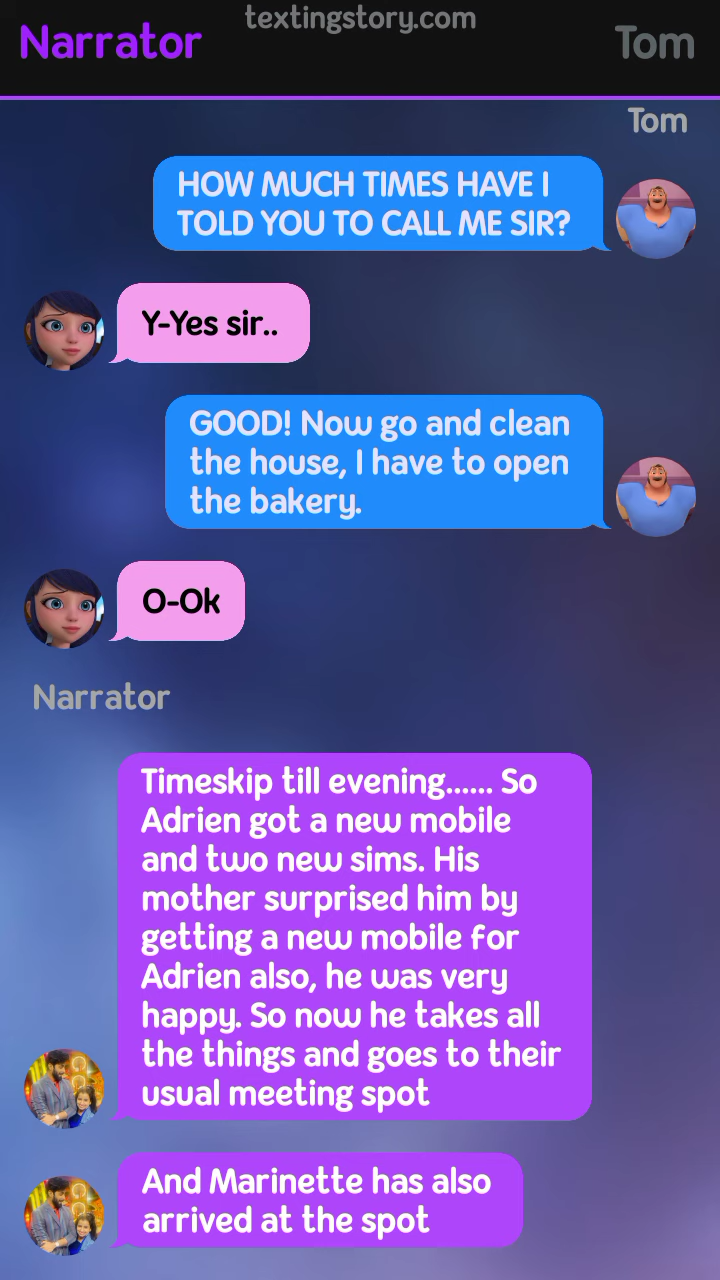 textingstory.com
Narrator
Tom
Tom
HOW MUCH TIMES HAVE I
TOLD YOU TO CALL ME SIR?
Y-Yes sir..
GOOD! Now go and clean
the house, I have to open
the bakery.
O-Ok
Narrator
Timeskip till evening...... So
Adrien got a new mobile
and two new sims. His
mother surprised him by
getting a new mobile for
Adrien also, he was very
happy. So now he takes all
the things and goes to their
usual meeting spot
And Marinette has also
arrived at the spot